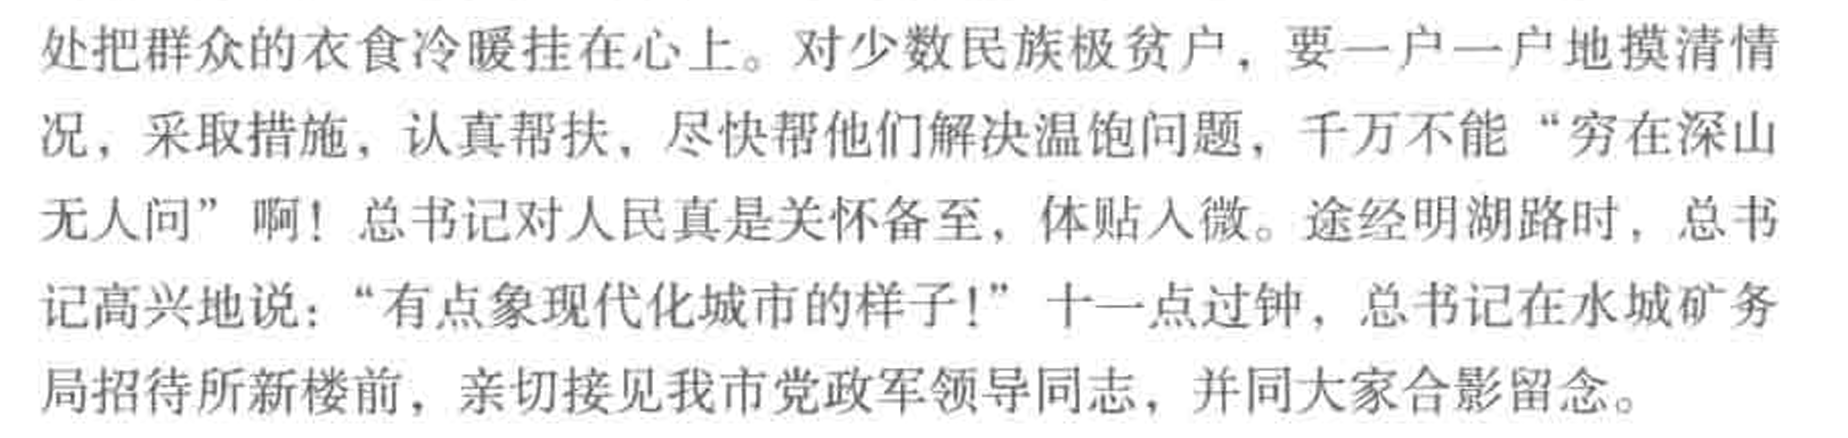 处把群众的衣食冷暖挂在心上。对少数民族极贫户，要一户一户地摸清情
况，采取措施，认真帮扶，尽快帮他们解决温饱问题，千万不能“穷在深山
无人问”啊！总书记对人民真是关怀备至，体贴入微。途经明湖路时，总书
记高兴地说：“有点象现代化城市的样子！”十一点过钟，总书记在水城矿务
局招待所新楼前，亲切接见我市党政军领导同志，并同大家合影留念。